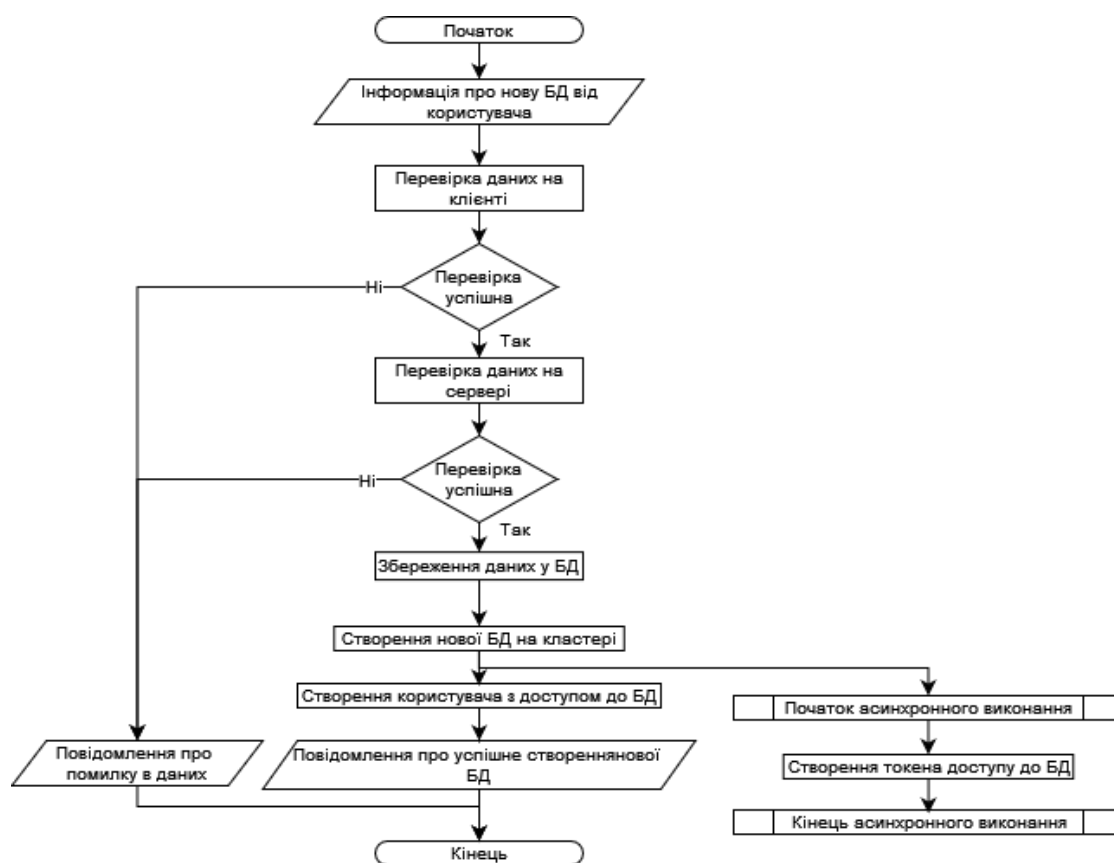 Початок
Інформація про нову БД від
користувача
Перевірка даних на
клієнті
Перевірка
успішна
Ні
Так
Перевірка даних на
сервері
Перевірка
успішна
Ні
Так
Збереження даних у БД
Створення нової БД на кластері
Створення користувача з доступом до БД
Початок асинхронного виконання
Повідомлення про
помилку в даних
Повідомлення про успішне створеннянової
БД
Створення токена доступу до БД
Кінець асинхронного виконання
Кінець